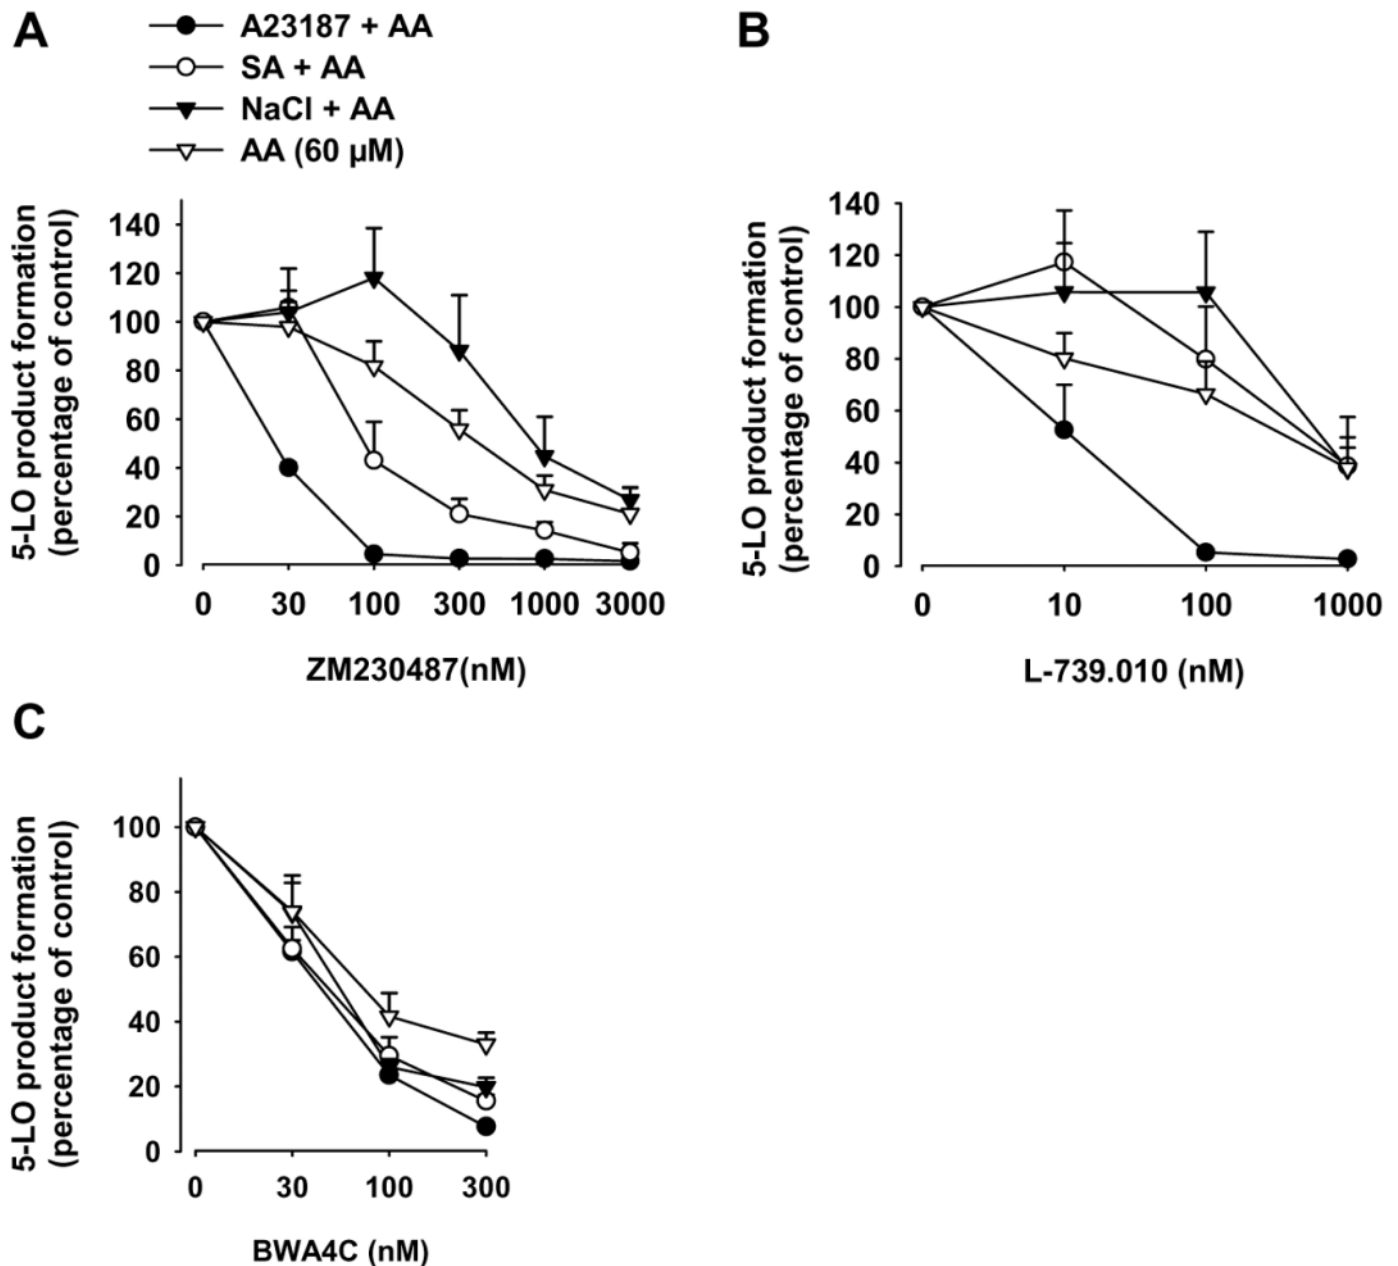 A
A23187 + AA
SA + AA
NaCl + AA
AA (60 µM)
5-LO product formation
(percentage of control)
140
120
100
80
60
40
20
0
0 30 100 300 1000 3000
ZM230487(nM)
B
5-LO product formation
(percentage of control)
140
120
100
80
60
40
20
0
0 10 100 1000
L-739.010 (nM)
C
5-LO product formation
(percentage of control)
100
80
60
40
20
0
0 30 100 300
BWA4C (nM)